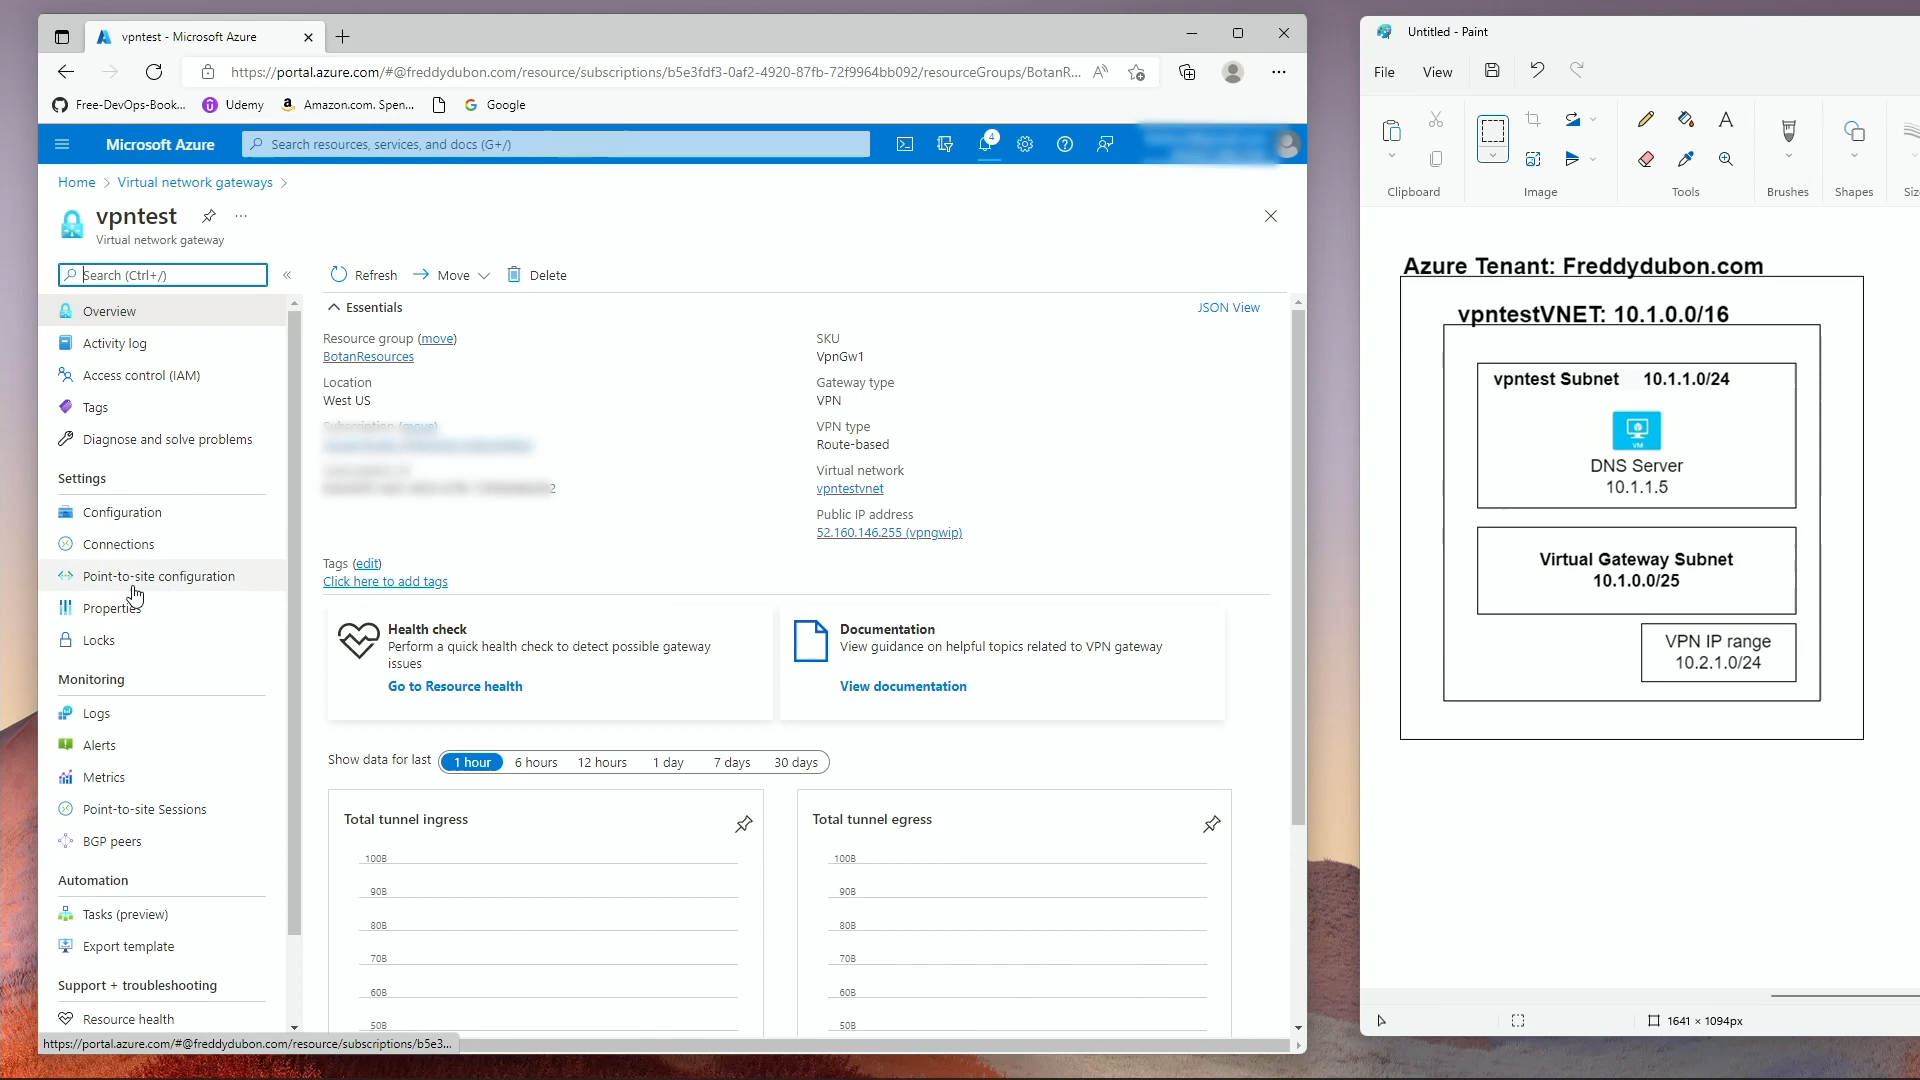 vpntest - Microsoft Azure
https://portal.azure.com/#@freddydubon.com/resource/subscriptions/b5e3fdf3-0af2-4920-87fb-72f9964bb092/resourceGroups/BotanR...
Free-DevOps-Book...
Udemy
Amazon.com. Spen...
Google
Microsoft Azure
Search resources, services, and docs (G+/)
4
Home > Virtual network gateways >
vpntest
Virtual network gateway
Search (Ctrl+/)
Overview
Activity log
Access control (IAM)
Tags
Diagnose and solve problems
Settings
Configuration
Connections
Point-to-site configuration
Properties
Locks
Monitoring
Logs
Alerts
Metrics
Point-to-site Sessions
BGP peers
Automation
Tasks (preview)
Export template
Support + troubleshooting
Resource health
https://portal.azure.com/#@freddydubon.com/resource/subscriptions/b5e3...
Refresh
Move
Delete
Essentials
JSON View
Resource group (move)
BotanResources
Location
West US
Subscription (move)
2
Tags (edit)
Click here to add tags
SKU
VpnGw1
Gateway type
VPN
VPN type
Route-based
Virtual network
vpntestvnet
Public IP address
52.160.146.255 (vpngwip)
Health check
Perform a quick health check to detect possible gateway
issues
Go to Resource health
Documentation
View guidance on helpful topics related to VPN gateway
View documentation
Show data for last
1 hour
6 hours
12 hours
1 day
7 days
30 days
Total tunnel ingress
100B
90B
80B
70B
60B
50B
Total tunnel egress
100B
90B
80B
70B
60B
50B
Untitled - Paint
File
View
Clipboard
Image
Tools
Brushes
Shapes
Azure Tenant: Freddydubon.com
vpntestVNET: 10.1.0.0/16
vpntest Subnet 10.1.1.0/24
VM
DNS Server
10.1.1.5
Virtual Gateway Subnet
10.1.0.0/25
VPN IP range
10.2.1.0/24
1641 × 1094px